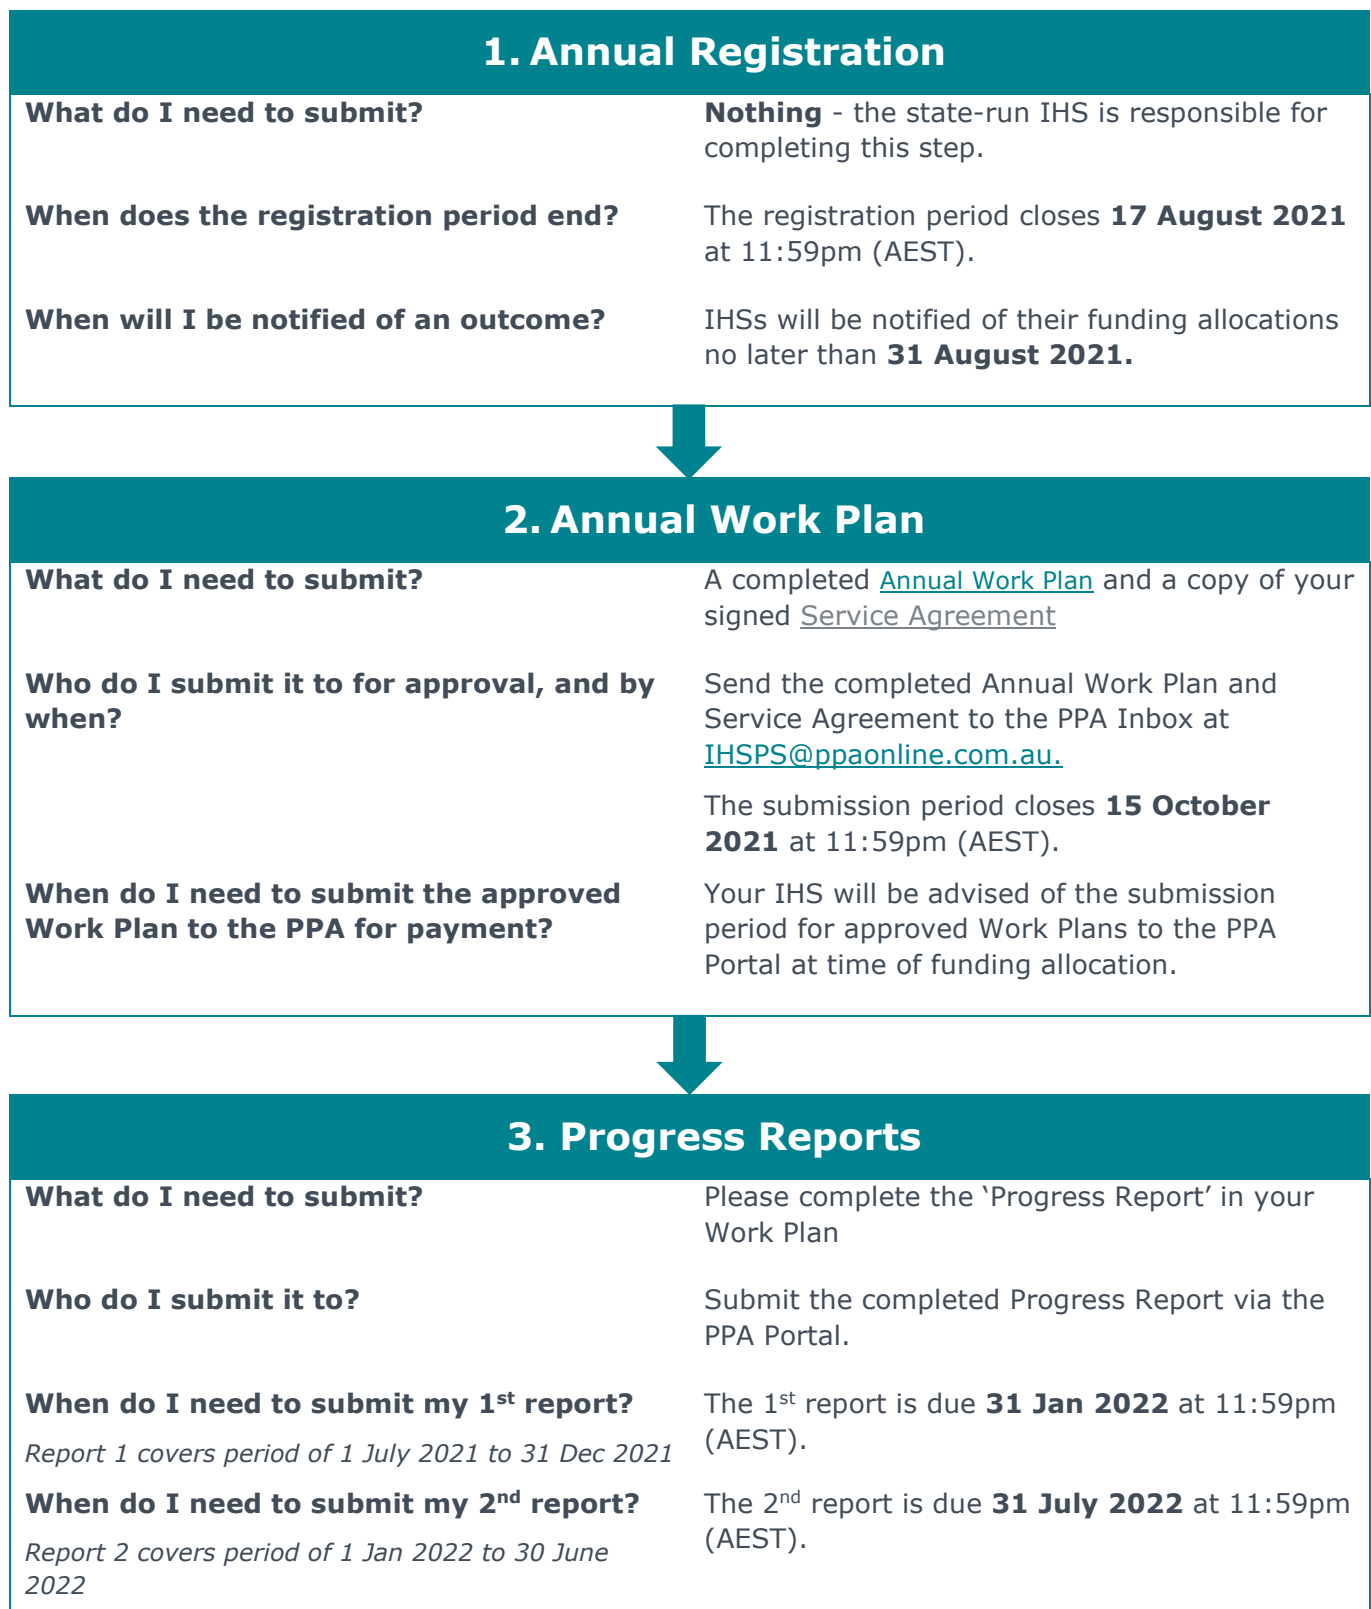 1. Annual Registration
What do I need to submit?
Nothing - the state-run IHS is responsible for
completing this step.
When does the registration period end?
The registration period closes 17 August 2021
at 11:59pm (AEST).
When will I be notified of an outcome?
IHSs will be notified of their funding allocations
no later than 31 August 2021.
2. Annual Work Plan
What do I need to submit?
A completed Annual Work Plan and a copy of your
signed Service Agreement
Who do I submit it to for approval, and by
when?
Send the completed Annual Work Plan and
Service Agreement to the PPA Inbox at
IHSPS@ppaonline.com.au.
The submission period closes 15 October
2021 at 11:59pm (AEST).
When do I need to submit the approved
Work Plan to the PPA for payment?
Your IHS will be advised of the submission
period for approved Work Plans to the PPA
Portal at time of funding allocation.
3. Progress Reports
What do I need to submit?
Please complete the ‘Progress Report’ in your
Work Plan
Who do I submit it to?
Submit the completed Progress Report via the
PPA Portal.
When do I need to submit my 1st report?
Report 1 covers period of 1 July 2021 to 31 Dec 2021
The 1st report is due 31 Jan 2022 at 11:59pm
(AEST).
When do I need to submit my 2nd report?
Report 2 covers period of 1 Jan 2022 to 30 June
2022
The 2nd report is due 31 July 2022 at 11:59pm
(AEST).